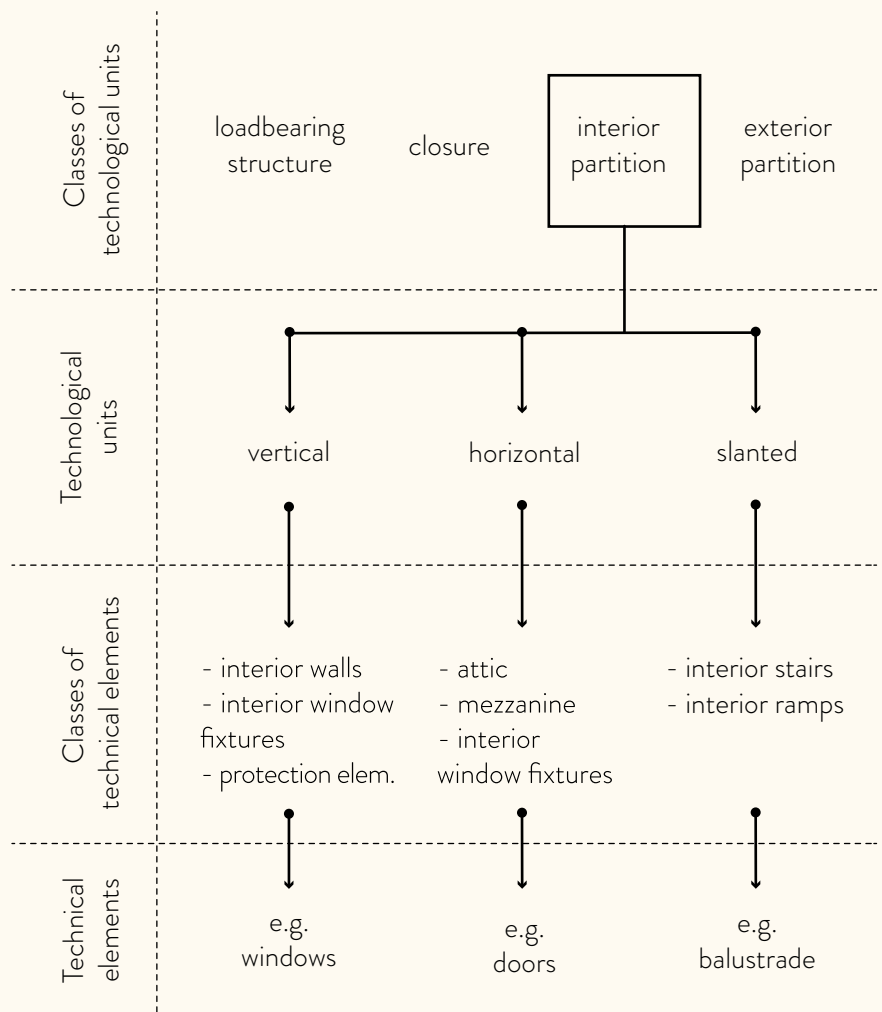 Classes of
technological units
loadbearing
structure
closure
interior
partition
exterior
partition
Technological
units
vertical
horizontal
slanted
Classes of
technical elements
- interior walls
- interior window
fixtures
- protection elem.
- attic
- mezzanine
- interior
window fixtures
- interior stairs
- interior ramps
Technical
elements
e.g.
windows
e.g.
doors
e.g.
balustrade